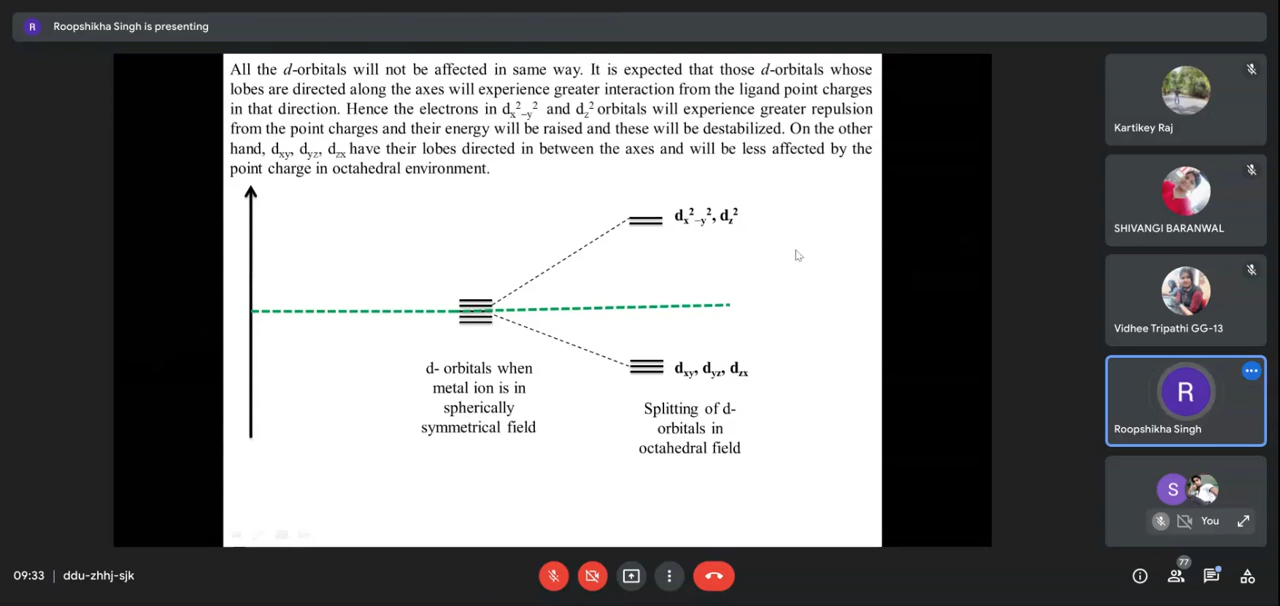 R Roopshikha Singh is presenting
All the d-orbitals will not be affected in same way. It is expected that those d-orbitals whose
lobes are directed along the axes will experience greater interaction from the ligand point charges
in that direction. Hence the electrons in dx²–y² and dz² orbitals will experience greater repulsion
from the point charges and their energy will be raised and these will be destabilized. On the other
hand, dxy, dyz, dzx have their lobes directed in between the axes and will be less affected by the
point charge in octahedral environment.
dx²–y², dz²
dxy, dyz, dzx
d- orbitals when
metal ion is in
spherically
symmetrical field
Splitting of d-
orbitals in
octahedral field
Kartikey Raj
SHIVANGI BARANWAL
Vidhee Tripathi GG-13
R
Roopshikha Singh
S
You
09:33 | ddu-zhhj-sjk
77